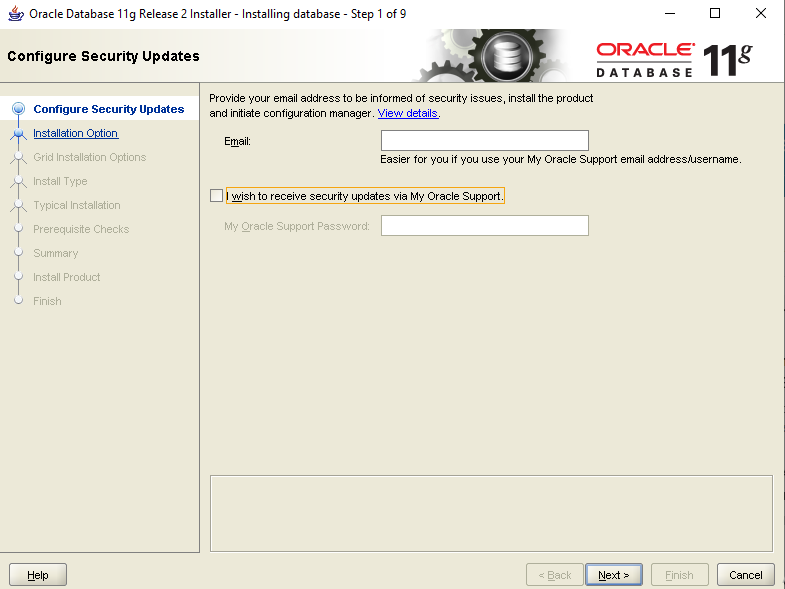 Oracle Database 11g Release 2 Installer - Installing database - Step 1 of 9
Configure Security Updates
ORACLE
DATABASE 11g
Configure Security Updates
Installation Option
Grid Installation Options
Install Type
Typical Installation
Prerequisite Checks
Summary
Install Product
Finish
Provide your email address to be informed of security issues, install the product
and initiate configuration manager. View details.
Email:
Easier for you if you use your My Oracle Support email address/username.
I wish to receive security updates via My Oracle Support.
My Oracle Support Password:
Help
< Back
Next >
Finish
Cancel